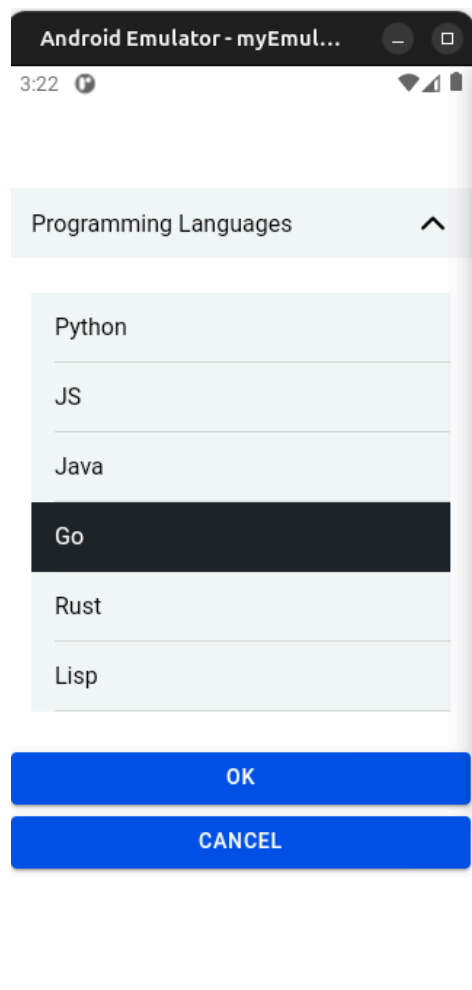 Android Emulator - myEmul...
3:22
Programming Languages
Python
JS
Java
Go
Rust
Lisp
OK
CANCEL